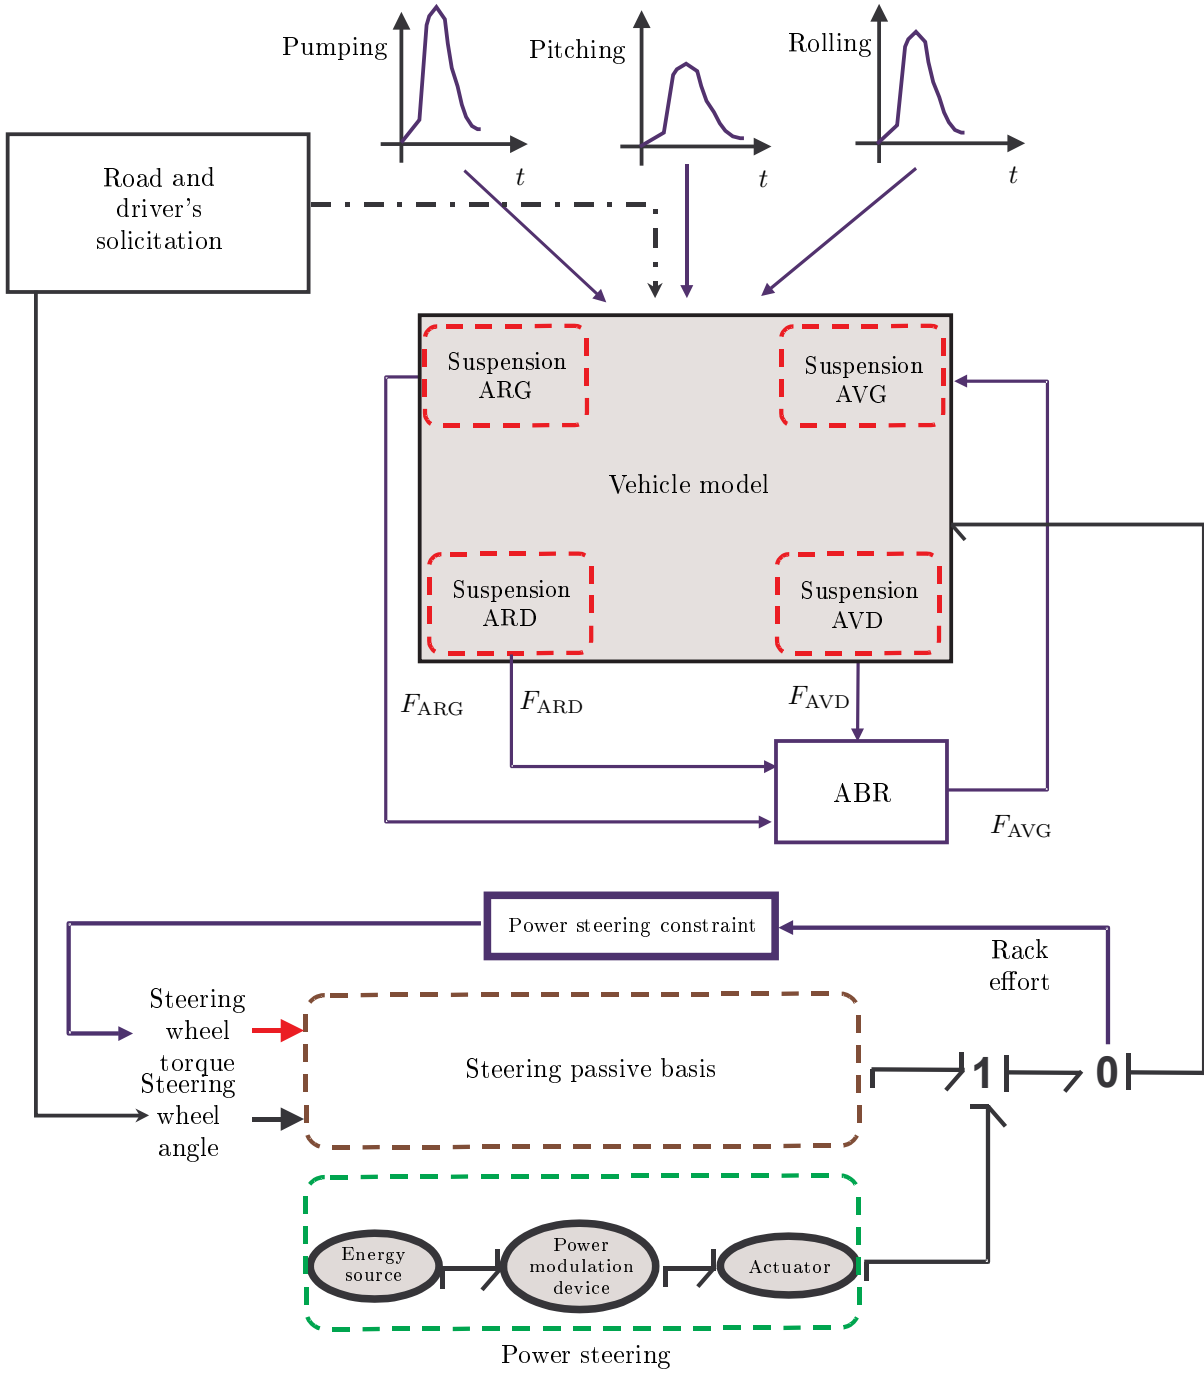 Pumping
t
Pitching
t
Rolling
t
Road and
driver's
solicitation
Suspension
ARG
Suspension
AVG
Vehicle model
Suspension
ARD
Suspension
AVD
F_ARG
F_ARD
F_AVD
ABR
F_AVG
Power steering constraint
Rack
effort
Steering
wheel
torque
Steering
wheel
angle
Steering passive basis
1
0
Energy
source
Power
modulation
device
Actuator
Power steering